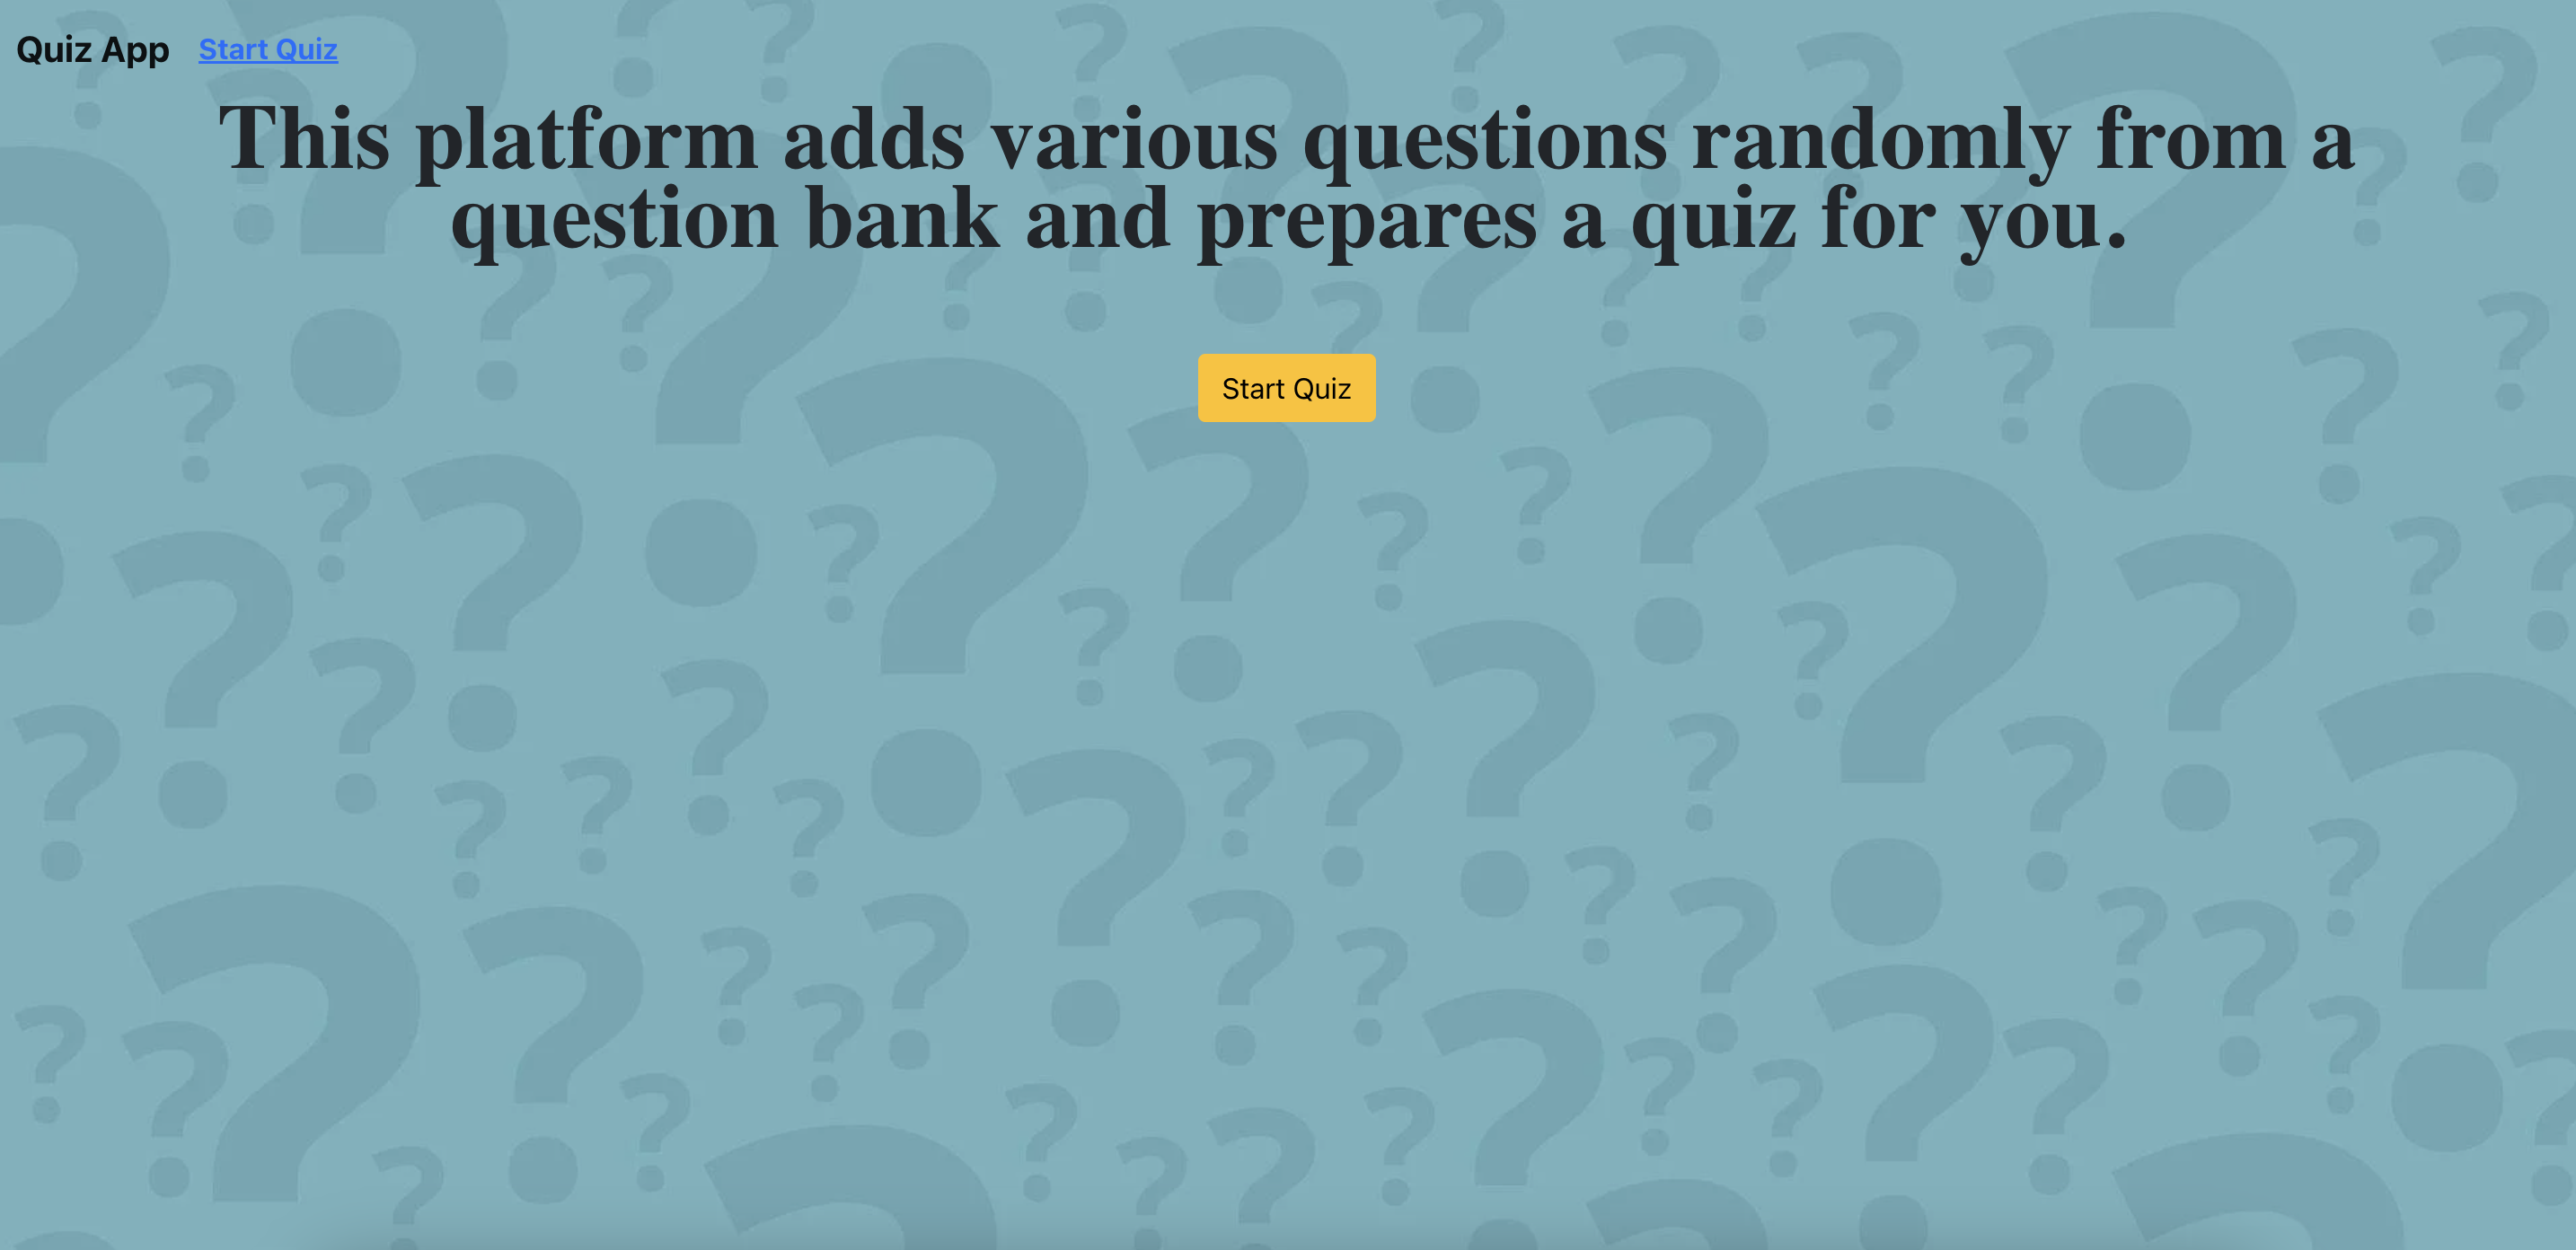 Quiz App Start Quiz
This platform adds various questions randomly from a
question bank and prepares a quiz for you.
Start Quiz